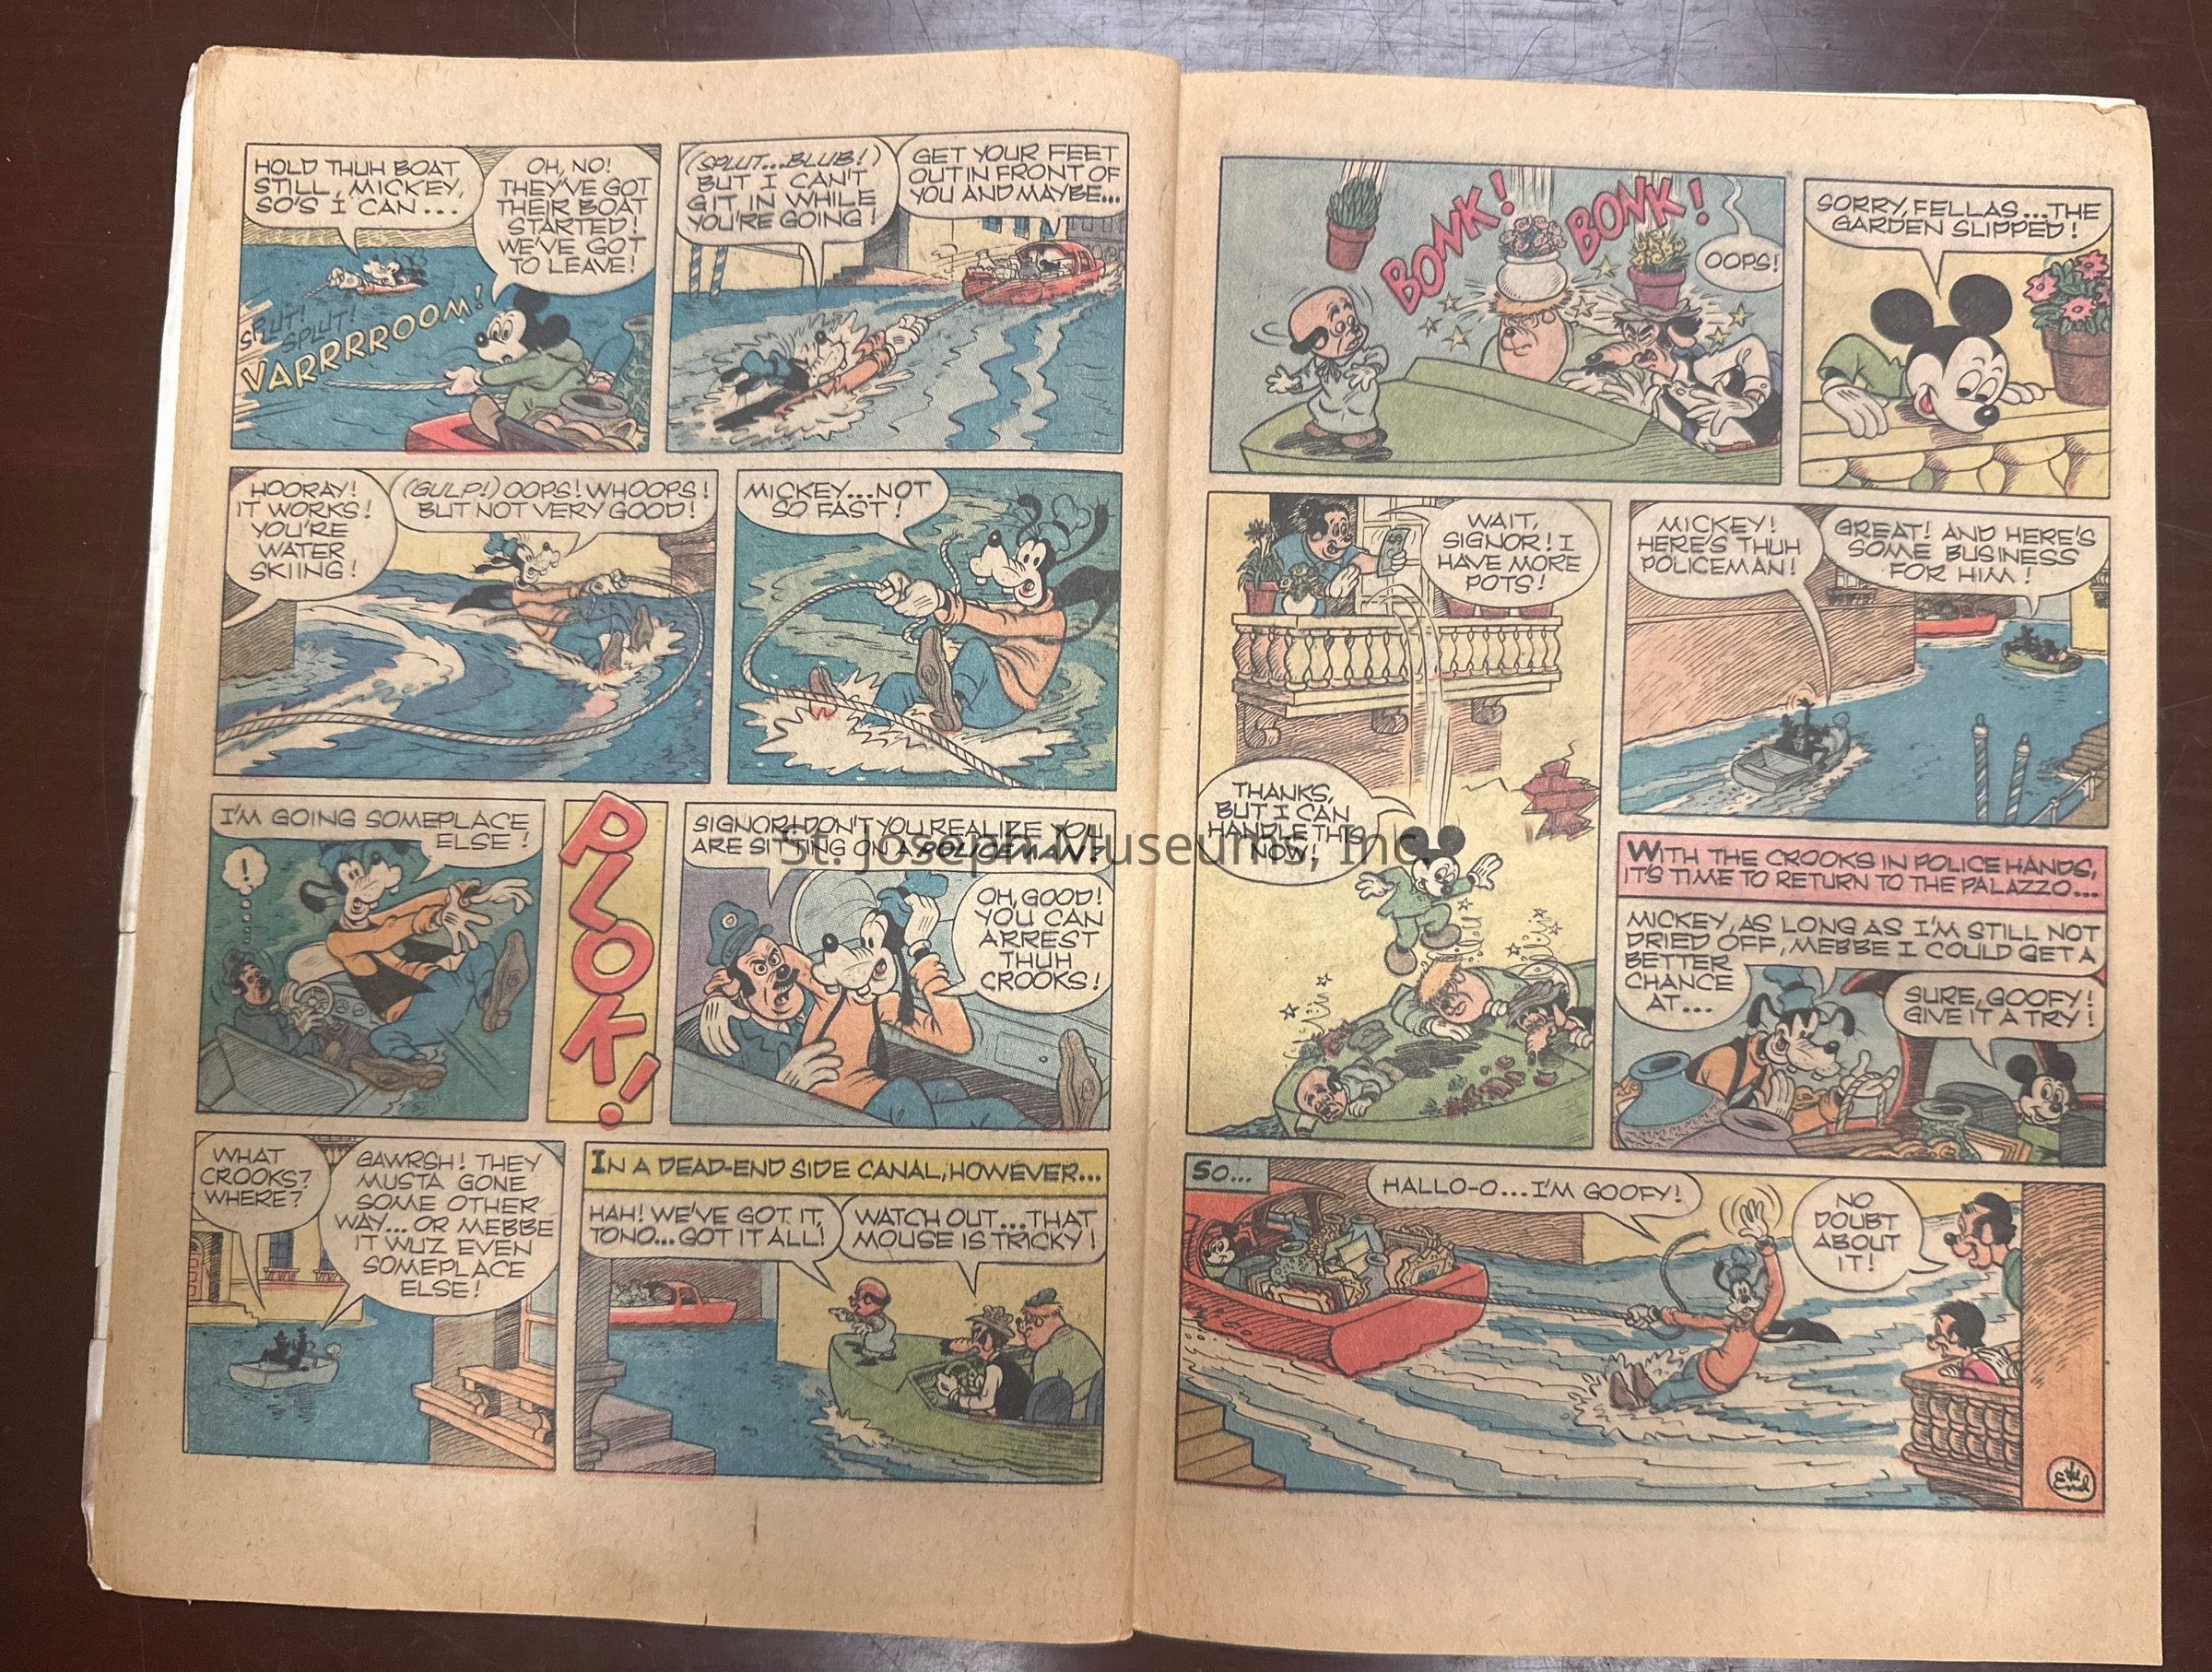 HOLD THUH BOAT
STILL, MICKEY,
SO'S I CAN...
OH, NO!
THEY'VE GOT
THEIR BOAT
STARTED!
WE'VE GOT
TO LEAVE!
SPLUT!
SPLUT!
VARRRROOM!
(SPLUT...BLUB!)
BUT I CAN'T
GIT IN WHILE
YOU'RE GOING!
GET YOUR FEET
OUT IN FRONT OF
YOU AND MAYBE...
HOORAY!
IT WORKS!
YOU'RE
WATER
SKIING!
(GULP!) OOPS! WHOOPS!
BUT NOT VERY GOOD!
MICKEY...NOT
SO FAST!
I'M GOING SOMEPLACE
ELSE!
!
PLOK!
SIGNOR! DON'T YOU REALIZE YOU
ARE SITTING ON A POLICEMAN?
OH, GOOD!
YOU CAN
ARREST
THUH
CROOKS!
WHAT
CROOKS?
WHERE?
GAWRSH! THEY
MUSTA GONE
SOME OTHER
WAY...OR MEBBE
IT WUZ EVEN
SOMEPLACE
ELSE!
IN A DEAD-END SIDE CANAL, HOWEVER...
HAH! WE'VE GOT IT,
TONO...GOT IT ALL!
WATCH OUT...THAT
MOUSE IS TRICKY!
BONK!
BONK!
OOPS!
SORRY, FELLAS...THE
GARDEN SLIPPED!
WAIT,
SIGNOR! I
HAVE MORE
POTS!
$
THANKS,
BUT I CAN
HANDLE THIS
NOW!
MICKEY!
HERE'S THUH
POLICEMAN!
GREAT! AND HERE'S
SOME BUSINESS
FOR HIM!
WITH THE CROOKS IN POLICE HANDS,
IT'S TIME TO RETURN TO THE PALAZZO...
MICKEY, AS LONG AS I'M STILL NOT
DRIED OFF, MEBBE I COULD GET A
BETTER
CHANCE
AT...
SURE, GOOFY!
GIVE IT A TRY!
SO...
HALLO-O...I'M GOOFY!
NO
DOUBT
ABOUT
IT!
The
End
St. Joseph Museums, Inc.